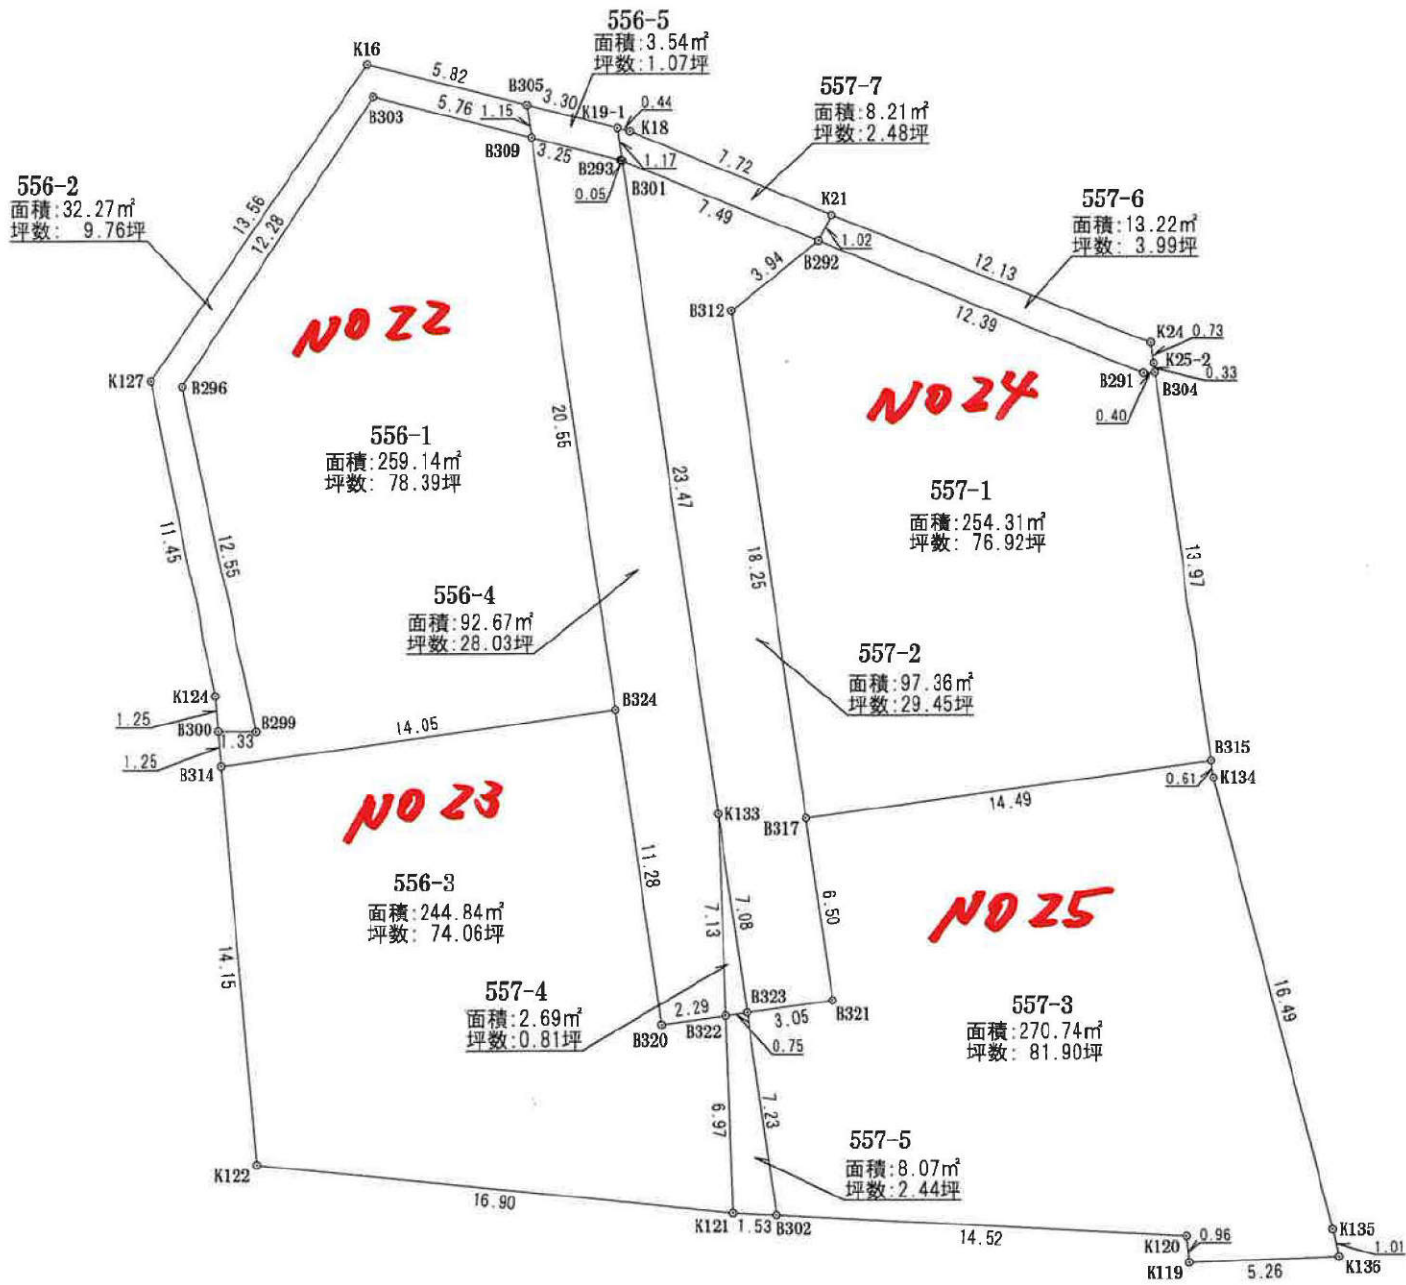 556-5
面積:3.54㎡
坪数:1.07坪
K16
5.82
B305
3.30
K19-1
0.44
K18
557-7
面積:8.21㎡
坪数:2.48坪
B303
5.76
1.15
B309
3.25
B293
1.17
B301
0.05
7.72
7.49
K21
1.02
B292
557-6
面積:13.22㎡
坪数: 3.99坪
556-2
面積:32.27㎡
坪数: 9.76坪
13.56
12.28
3.94
12.13
12.39
B312
K24
0.73
K25-2
0.33
B291
B304
0.40
NO 22
K127
B296
NO 24
20.55
556-1
面積:259.14㎡
坪数: 78.39坪
23.47
557-1
面積:254.31㎡
坪数: 76.92坪
11.45
12.55
18.25
13.97
556-4
面積:92.67㎡
坪数:28.03坪
557-2
面積:97.36㎡
坪数:29.45坪
K124
1.25
B300
B299
1.33
1.25
B314
14.05
B324
B315
0.61
K134
NO 23
K133
B317
14.49
11.28
556-3
面積:244.84㎡
坪数: 74.06坪
7.13
7.08
6.50
NO 25
14.15
557-4
面積:2.69㎡
坪数:0.81坪
2.29
B320
B322
B323
3.05
0.75
B321
557-3
面積:270.74㎡
坪数: 81.90坪
16.49
6.97
7.23
557-5
面積:8.07㎡
坪数:2.44坪
K122
16.90
K121
1.53
B302
14.52
K120
0.96
K119
5.26
K135
1.01
K136